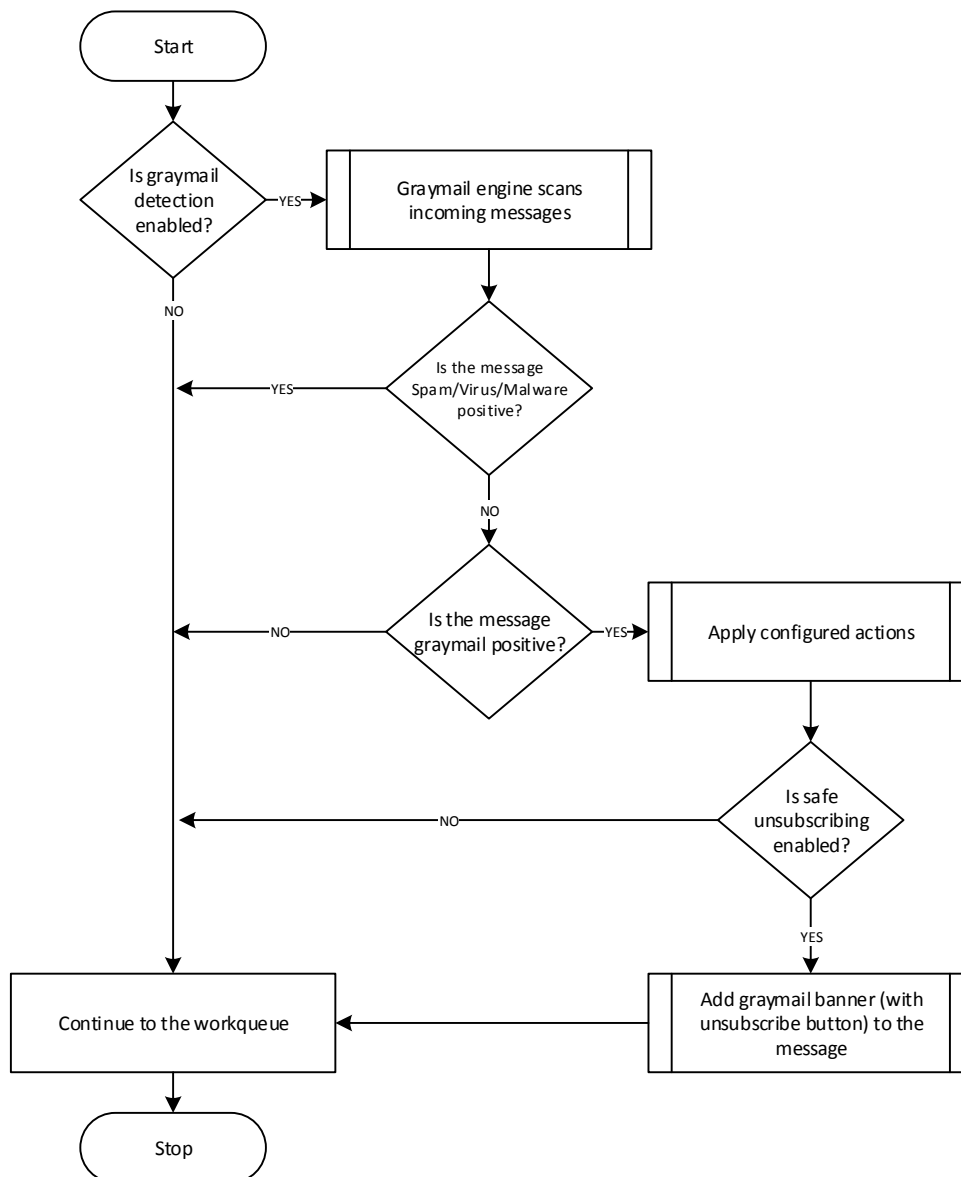 Start
Is graymail
detection
enabled?
YES
Graymail engine scans
incoming messages
NO
Is the message
Spam/Virus/Malware
positive?
YES
NO
Is the message
graymail positive?
NO
YES
Apply configured actions
Is safe
unsubscribing
enabled?
NO
YES
Continue to the workqueue
Add graymail banner (with
unsubscribe button) to the
message
Stop